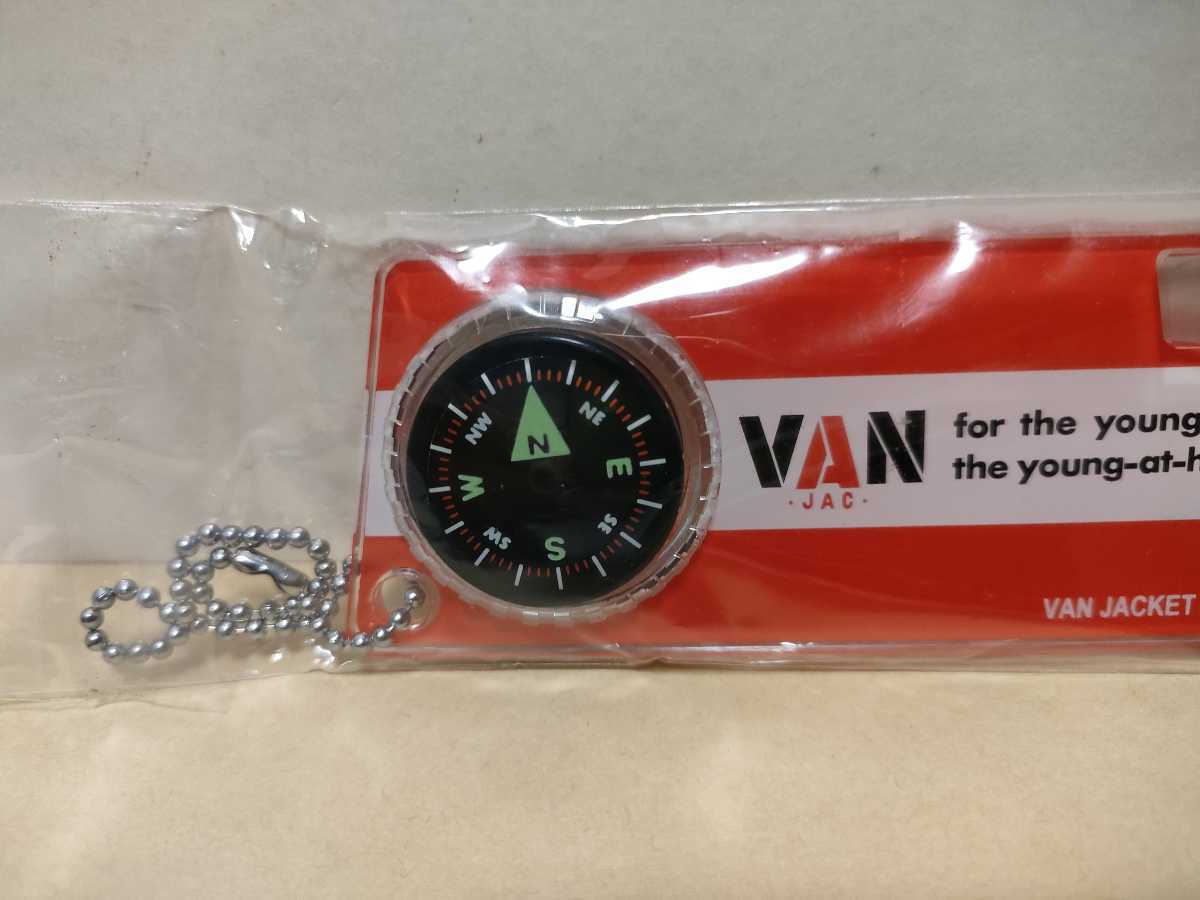 N
NE
E
SE
S
SW
W
NW
VAN
·JAC·
for the young
the young-at-h
VAN JACKET